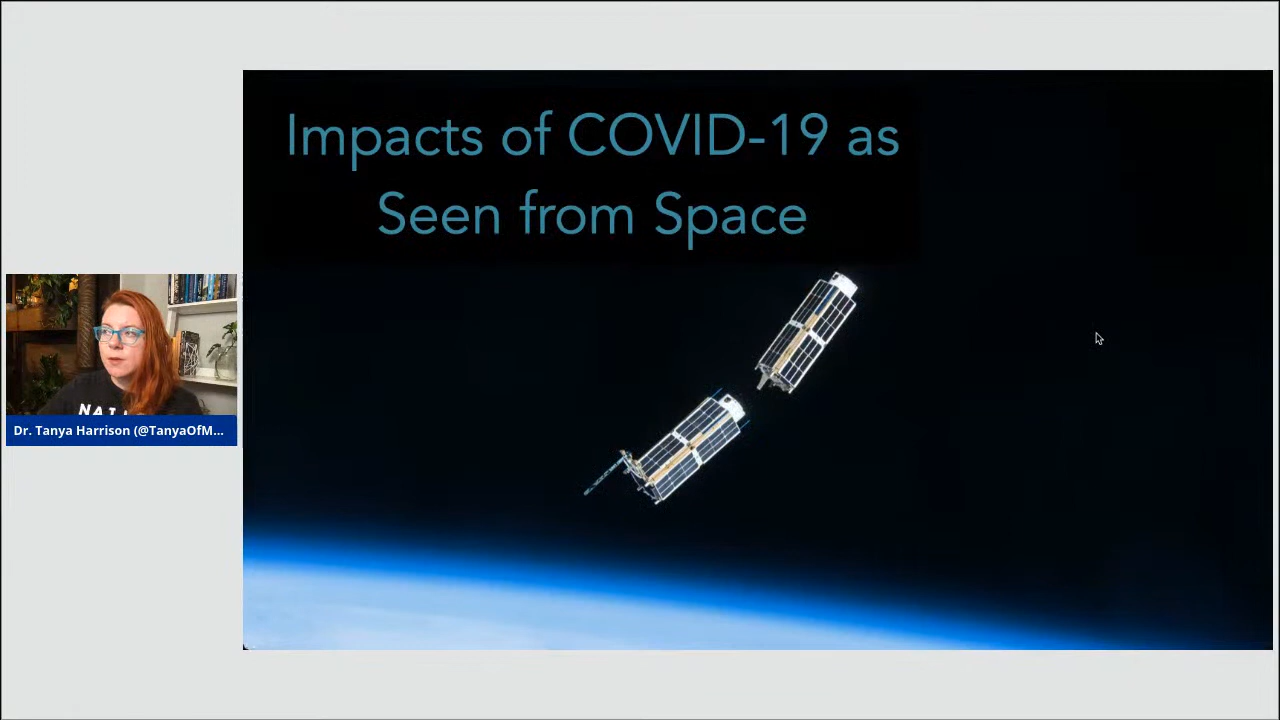 Impacts of COVID-19 as
Seen from Space
Dr. Tanya Harrison (@TanyaOfM...